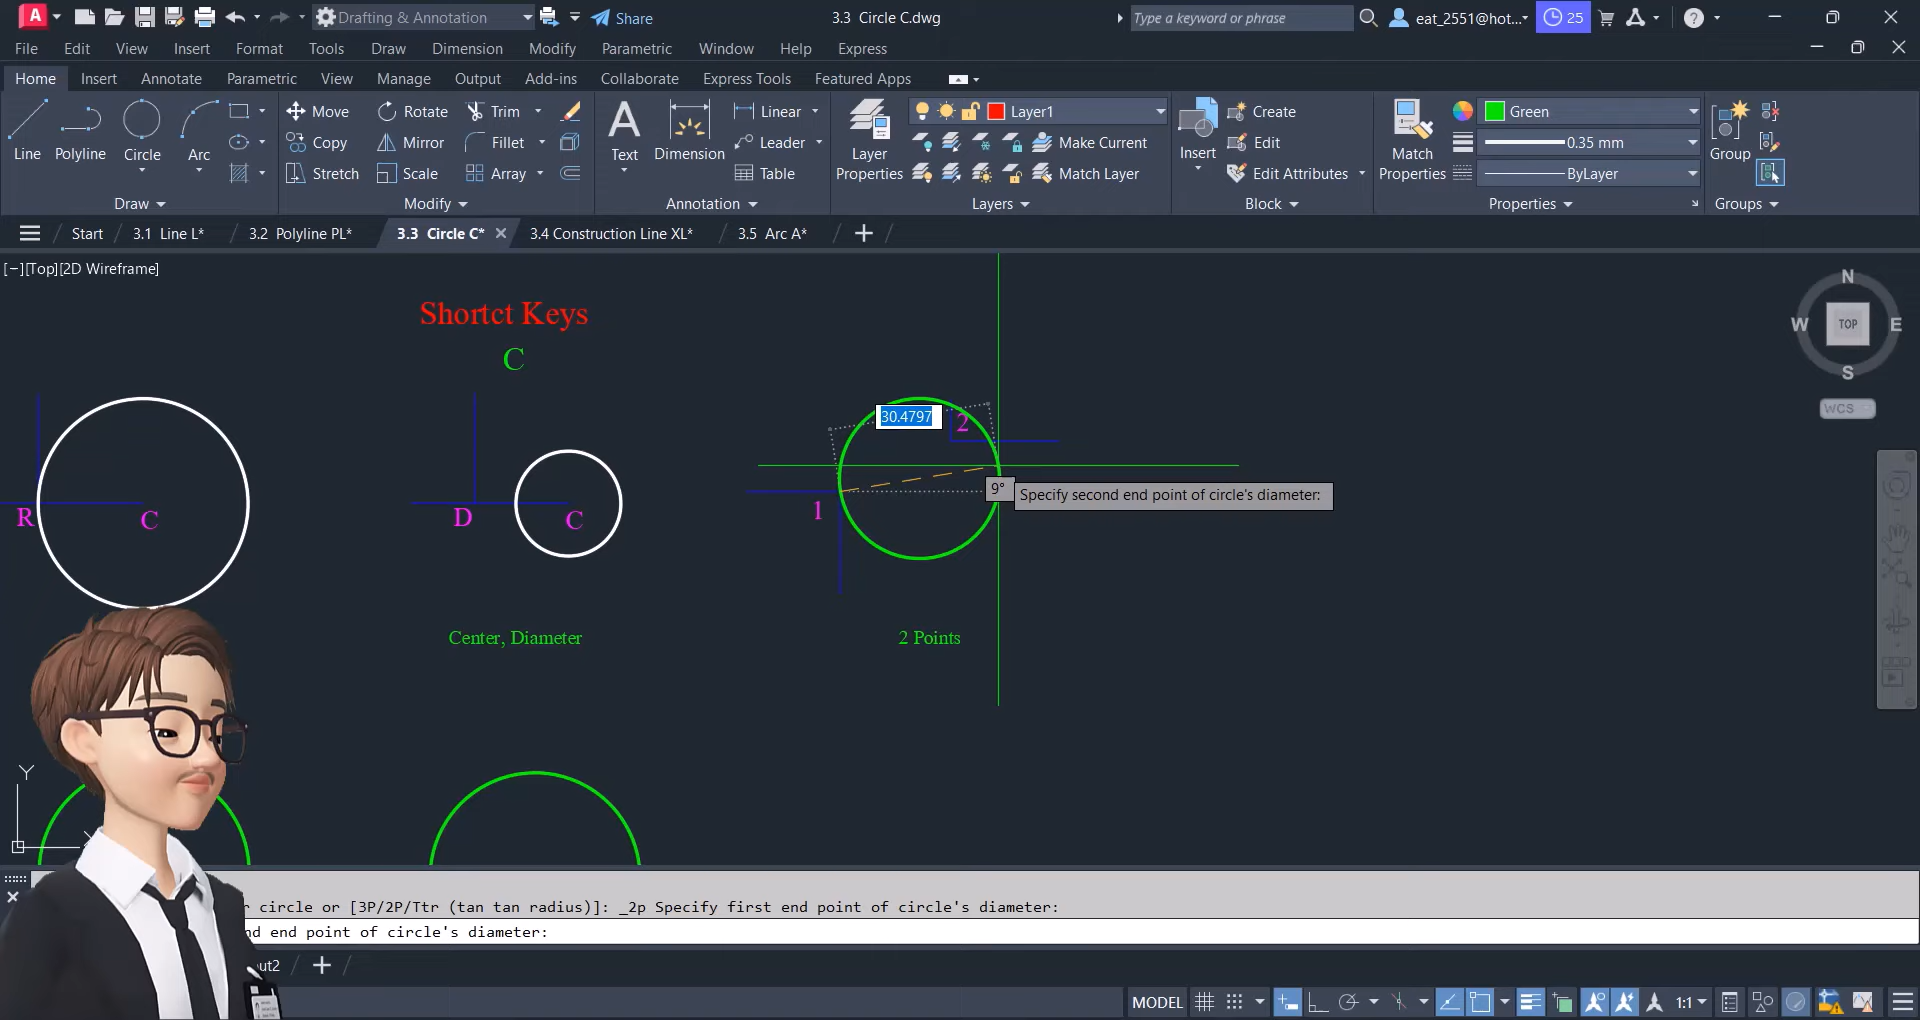 Drafting & Annotation
Share
3.3 Circle C.dwg
Type a keyword or phrase
eat_2551@hot...
25
File Edit View Insert Format Tools Draw Dimension Modify Parametric Window Help Express
Home Insert Annotate Parametric View Manage Output Add-ins Collaborate Express Tools Featured Apps
Line
Polyline
Circle
Arc
Draw
Move
Rotate
Trim
Copy
Mirror
Fillet
Stretch
Scale
Array
Modify
Text
Dimension
Linear
Leader
Table
Annotation
Layer
Properties
Layer1
Make Current
Match Layer
Layers
Insert
Create
Edit
Edit Attributes
Block
Match
Properties
Green
0.35 mm
ByLayer
Properties
Group
Groups
Start
3.1 Line L*
3.2 Polyline PL*
3.3 Circle C*
3.4 Construction Line XL*
3.5 Arc A*
[−][Top][2D Wireframe]
N
W
TOP
E
S
WCS
Shortct Keys
C
30.4797
2
9°
Specify second end point of circle's diameter:
1
R
C
D
C
Center, Diameter
2 Points
Y
r circle or [3P/2P/Ttr (tan tan radius)]: _2p Specify first end point of circle's diameter:
nd end point of circle's diameter:
out2
MODEL
1:1